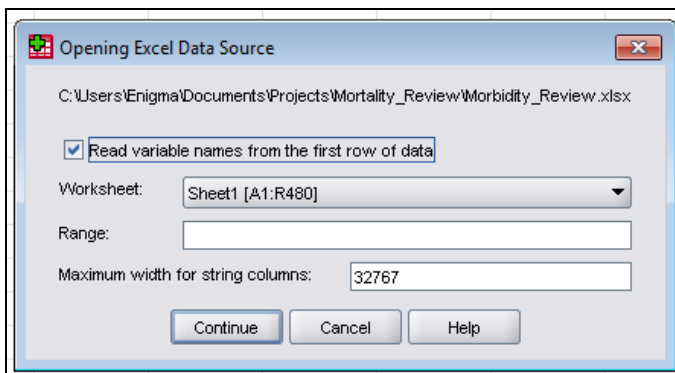 Opening Excel Data Source
C:\Users\Enigma\Documents\Projects\Mortality_Review\Morbidity_Review.xlsx
Read variable names from the first row of data
Worksheet: Sheet1 [A1:R480]
Range:
Maximum width for string columns: 32767
Continue Cancel Help